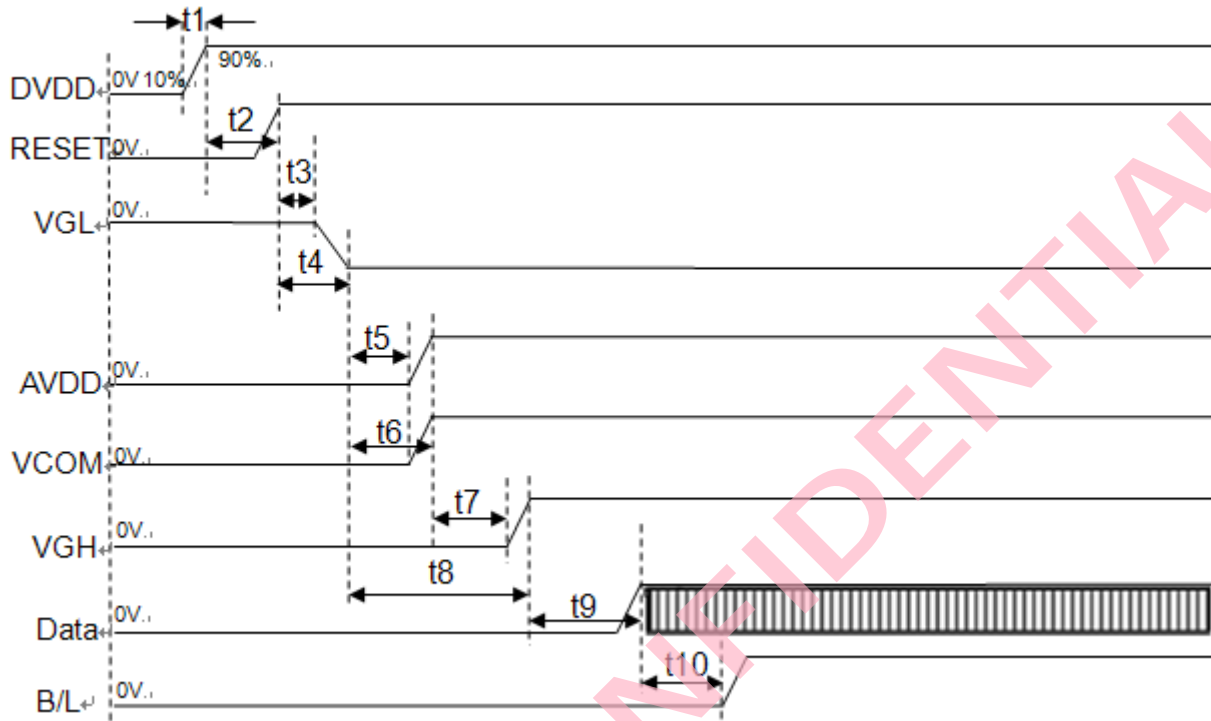 t1
DVDD 0V 10% 90%
t2
RESET 0V
t3
VGL 0V
t4
t5
AVDD 0V
t6
VCOM 0V
t7
VGH 0V
t8
t9
Data 0V
t10
B/L 0V
NFIDENTIAL